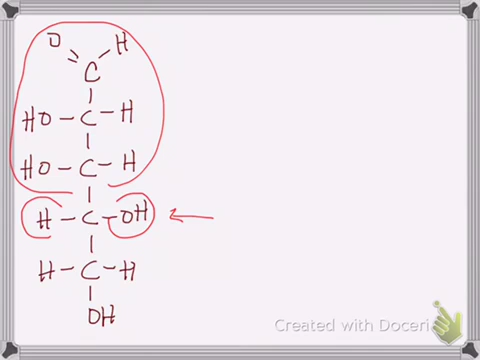 O H
C
HO - C - H
HO - C - H
H - C - OH
H - C - H
OH
Created with Doceri